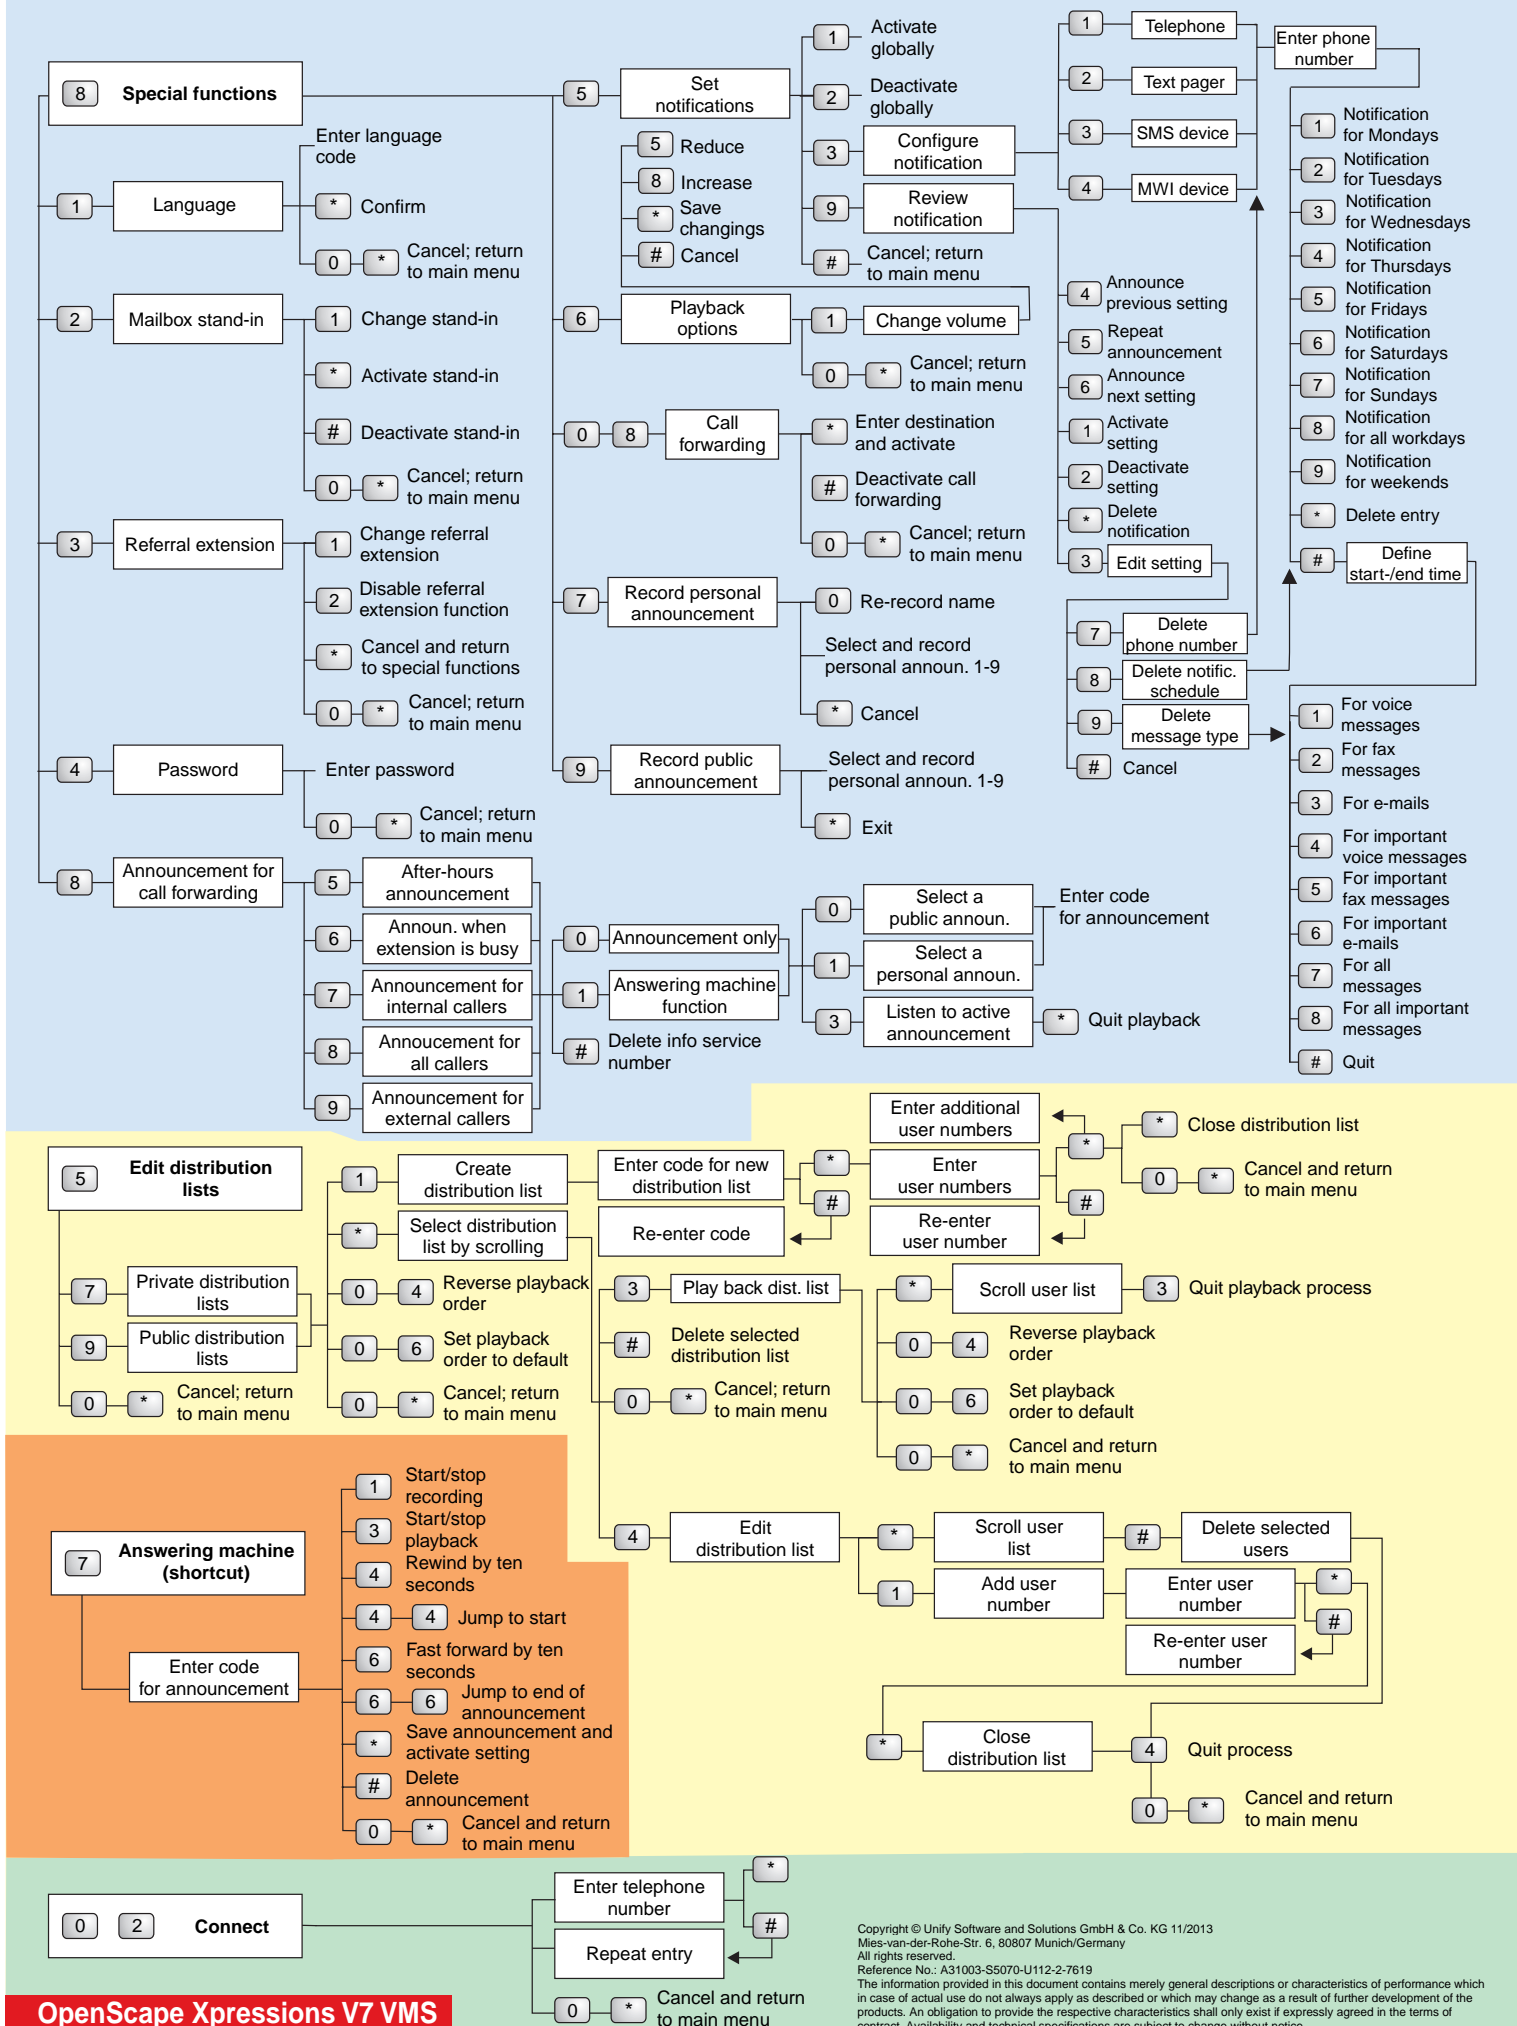 8 Special functions
Enter language
code
1 Language
* Confirm
0 * Cancel; return
to main menu
2 Mailbox stand-in
1 Change stand-in
* Activate stand-in
# Deactivate stand-in
0 * Cancel; return
to main menu
3 Referral extension
1 Change referral
extension
2 Disable referral
extension function
* Cancel and return
to special functions
0 * Cancel; return
to main menu
4 Password
Enter password
0 * Cancel; return
to main menu
8 Announcement for
call forwarding
5 After-hours
announcement
6 Announ. when
extension is busy
7 Announcement for
internal callers
8 Annoucement for
all callers
9 Announcement for
external callers
0 Announcement only
1 Answering machine
function
# Delete info service
number
0 Select a
public announ.
1 Select a
personal announ.
Enter code
for announcement
3 Listen to active
announcement
* Quit playback
5 Set
notifications
1 Activate
globally
2 Deactivate
globally
3 Configure
notification
9 Review
notification
# Cancel; return
to main menu
5 Reduce
8 Increase
* Save
changings
# Cancel
6 Playback
options
1 Change volume
0 * Cancel; return
to main menu
0 8 Call
forwarding
* Enter destination
and activate
# Deactivate call
forwarding
0 * Cancel; return
to main menu
7 Record personal
announcement
0 Re-record name
Select and record
personal announ. 1-9
* Cancel
9 Record public
announcement
Select and record
personal announ. 1-9
* Exit
1 Telephone
2 Text pager
3 SMS device
4 MWI device
Enter phone
number
4 Announce
previous setting
5 Repeat
announcement
6 Announce
next setting
1 Activate
setting
2 Deactivate
setting
* Delete
notification
3 Edit setting
7 Delete
phone number
8 Delete notific.
schedule
9 Delete
message type
# Cancel
1 Notification
for Mondays
2 Notification
for Tuesdays
3 Notification
for Wednesdays
4 Notification
for Thursdays
5 Notification
for Fridays
6 Notification
for Saturdays
7 Notification
for Sundays
8 Notification
for all workdays
9 Notification
for weekends
* Delete entry
# Define
start-/end time
1 For voice
messages
2 For fax
messages
3 For e-mails
4 For important
voice messages
5 For important
fax messages
6 For important
e-mails
7 For all
messages
8 For all important
messages
# Quit
5 Edit distribution
lists
7 Private distribution
lists
9 Public distribution
lists
0 * Cancel; return
to main menu
1 Create
distribution list
* Select distribution
list by scrolling
0 4 Reverse playback
order
0 6 Set playback
order to default
0 * Cancel; return
to main menu
Enter code for new
distribution list
*
#
Re-enter code
Enter additional
user numbers
Enter
user numbers
Re-enter
user number
*
#
* Close distribution list
0 * Cancel and return
to main menu
3 Play back dist. list
# Delete selected
distribution list
0 * Cancel; return
to main menu
* Scroll user list
3 Quit playback process
0 4 Reverse playback
order
0 6 Set playback
order to default
0 * Cancel and return
to main menu
4 Edit
distribution list
* Scroll user
list
# Delete selected
users
1 Add user
number
Enter user
number
*
#
Re-enter user
number
* Close
distribution list
4 Quit process
0 * Cancel and return
to main menu
7 Answering machine
(shortcut)
Enter code
for announcement
1 Start/stop
recording
3 Start/stop
playback
4 Rewind by ten
seconds
4 4 Jump to start
6 Fast forward by ten
seconds
6 6 Jump to end of
announcement
* Save announcement and
activate setting
# Delete
announcement
0 * Cancel and return
to main menu
0 2 Connect
Enter telephone
number
*
#
Repeat entry
0 * Cancel and return
to main menu
OpenScape Xpressions V7 VMS
Copyright © Unify Software and Solutions GmbH & Co. KG 11/2013
Mies-van-der-Rohe-Str. 6, 80807 Munich/Germany
All rights reserved.
Reference No.: A31003-S5070-U112-2-7619
The information provided in this document contains merely general descriptions or characteristics of performance which
in case of actual use do not always apply as described or which may change as a result of further development of the
products. An obligation to provide the respective characteristics shall only exist if expressly agreed in the terms of
contract. Availability and technical specifications are subject to change without notice.